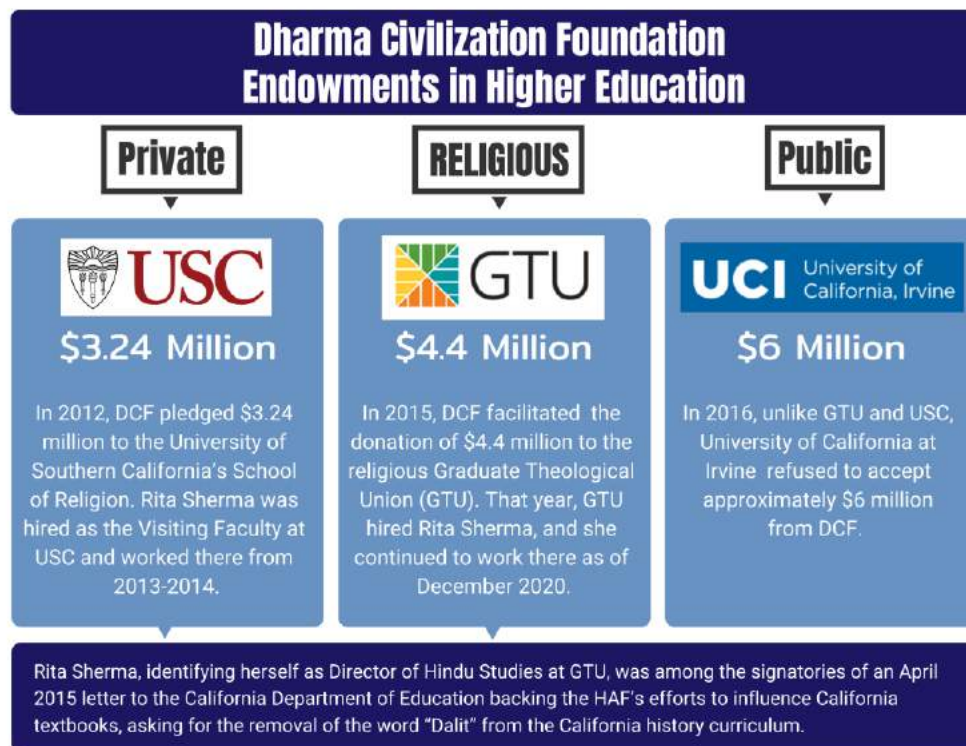 Dharma Civilization Foundation
Endowments in Higher Education
Private
RELIGIOUS
Public
USC
$3.24 Million
In 2012, DCF pledged $3.24
million to the University of
Southern California's School
of Religion. Rita Sherma was
hired as the Visiting Faculty at
USC and worked there from
2013-2014.
GTU
$4.4 Million
In 2015, DCF facilitated the
donation of $4.4 million to the
religious Graduate Theological
Union (GTU). That year, GTU
hired Rita Sherma, and she
continued to work there as of
December 2020.
UCI University of
California, Irvine
$6 Million
In 2016, unlike GTU and USC,
University of California at
Irvine refused to accept
approximately $6 million
from DCF.
Rita Sherma, identifying herself as Director of Hindu Studies at GTU, was among the signatories of an April
2015 letter to the California Department of Education backing the HAF's efforts to influence California
textbooks, asking for the removal of the word "Dalit" from the California history curriculum.